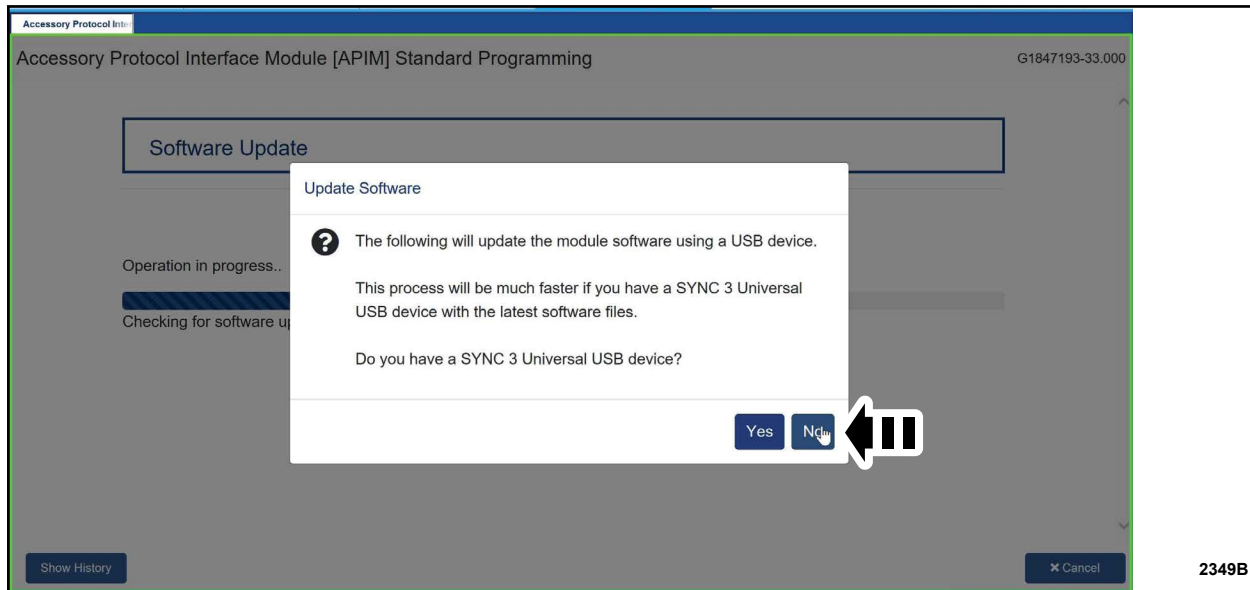 Accessory Protocol Inter
Accessory Protocol Interface Module [APIM] Standard Programming
G1847193-33.000
Software Update
Update Software
The following will update the module software using a USB device.
This process will be much faster if you have a SYNC 3 Universal
USB device with the latest software files.
Do you have a SYNC 3 Universal USB device?
Operation in progress..
Checking for software up
Yes
No
Show History
× Cancel
2349B